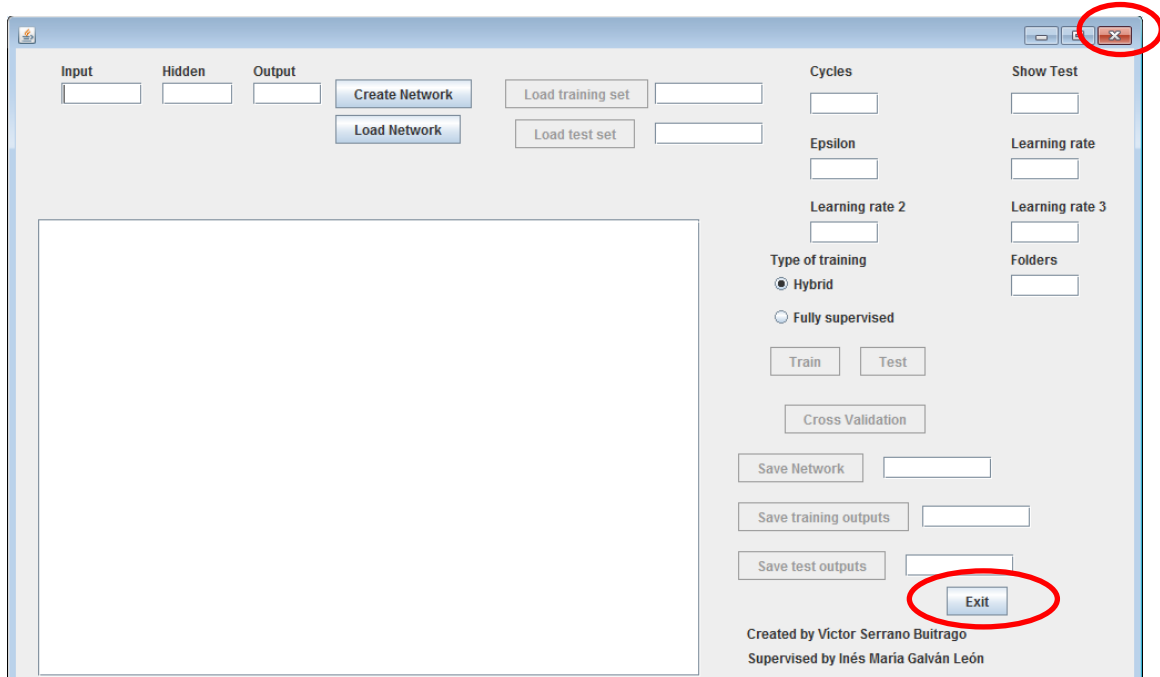 Input Hidden Output Cycles Show Test
Create Network Load training set
Load Network Load test set
Epsilon Learning rate
Learning rate 2 Learning rate 3
Type of training Folders
Hybrid
Fully supervised
Train Test
Cross Validation
Save Network
Save training outputs
Save test outputs
Exit
Created by Víctor Serrano Buitrago
Supervised by Inés María Galván León